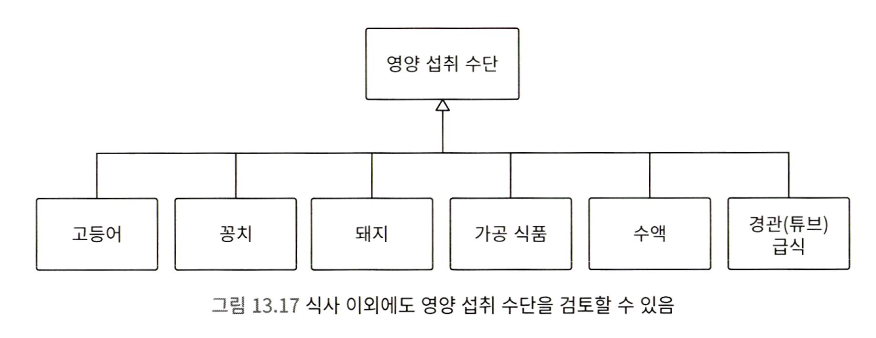 영양 섭취 수단
고등어
꽁치
돼지
가공 식품
수액
경관(튜브)
급식
그림 13.17 식사 이외에도 영양 섭취 수단을 검토할 수 있음